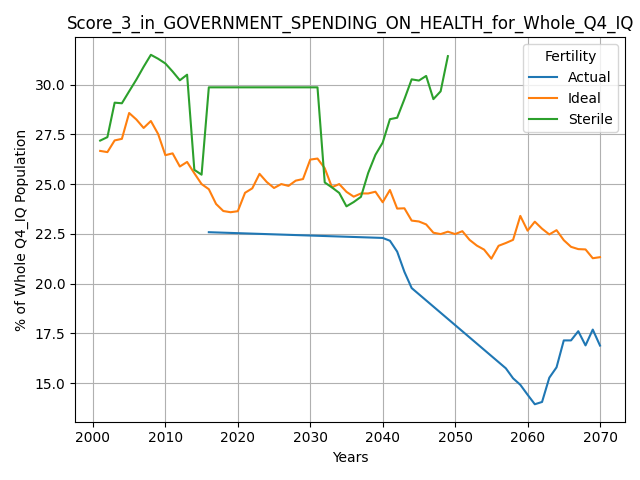 Score_3_in_GOVERNMENT_SPENDING_ON_HEALTH_for_Whole_Q4_IQ
Fertility
Actual
Ideal
Sterile
% of Whole Q4_IQ Population
30.0
27.5
25.0
22.5
20.0
17.5
15.0
2000 2010 2020 2030 2040 2050 2060 2070
Years